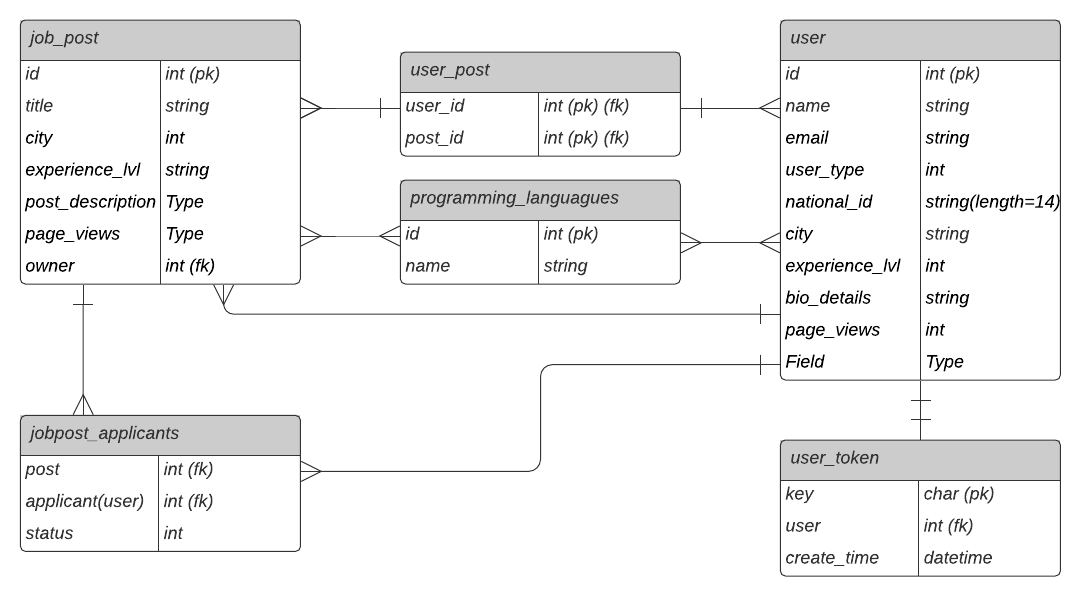 job_post
id int (pk)
title string
city int
experience_lvl string
post_description Type
page_views Type
owner int (fk)
user_post
user_id int (pk) (fk)
post_id int (pk) (fk)
programming_languagues
id int (pk)
name string
user
id int (pk)
name string
email string
user_type int
national_id string(length=14)
city string
experience_lvl int
bio_details string
page_views int
Field Type
jobpost_applicants
post int (fk)
applicant(user) int (fk)
status int
user_token
key char (pk)
user int (fk)
create_time datetime